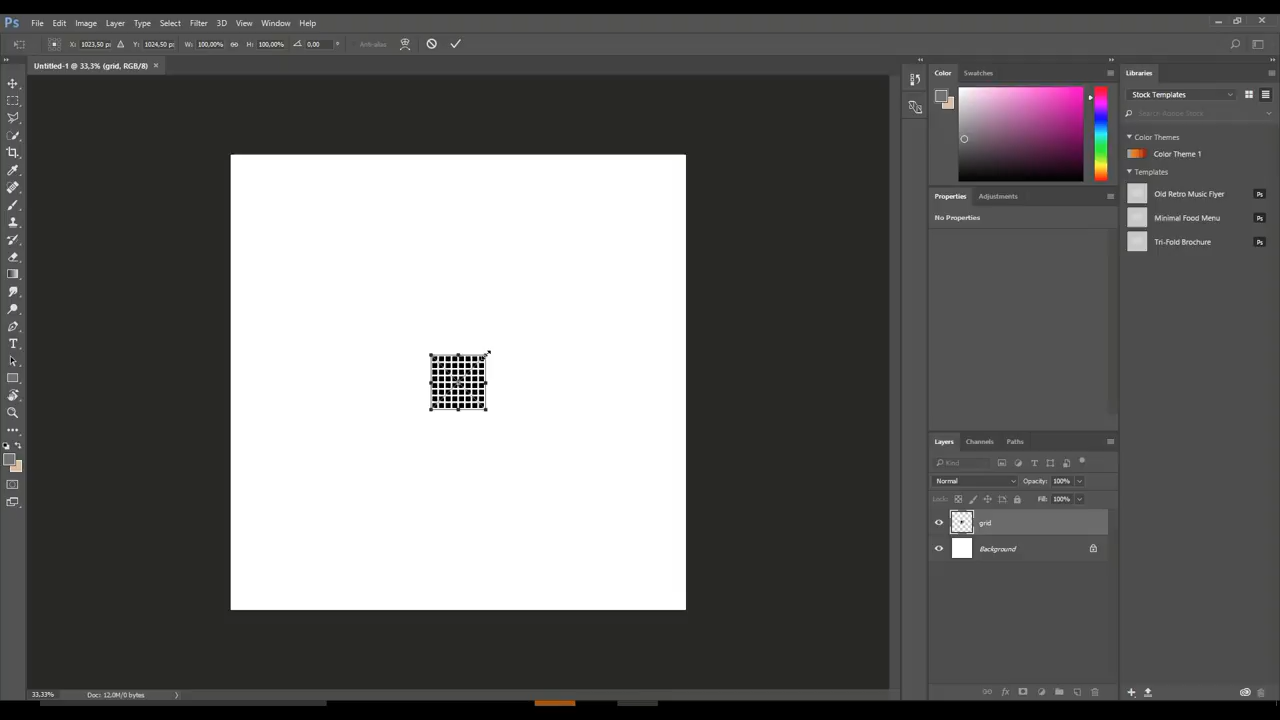 Ps File Edit Image Layer Type Select Filter 3D View Window Help
X: 1023,50 px Y: 1024,50 px W: 100,00% H: 100,00% 0,00 ° Anti-alias
Untitled-1 @ 33,3% (grid, RGB/8) ×
Color Swatches
Libraries
Stock Templates
Search Adobe Stock
Color Themes
Color Theme 1
Templates
Old Retro Music Flyer Ps
Minimal Food Menu Ps
Tri-Fold Brochure Ps
Properties Adjustments
No Properties
Layers Channels Paths
Kind
Normal Opacity: 100%
Lock: Fill: 100%
grid
Background
33,33% Doc: 12,0M/0 bytes